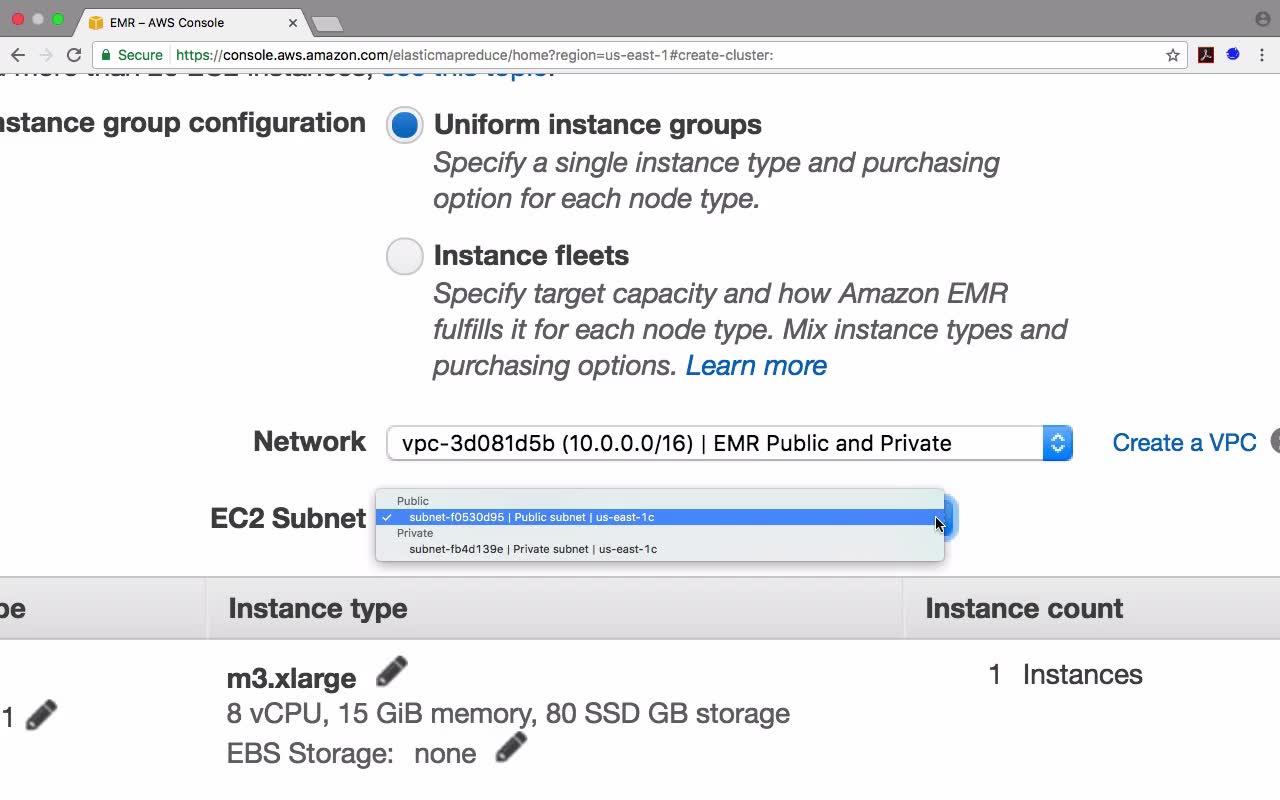 EMR – AWS Console
Secure https://console.aws.amazon.com/elasticmapreduce/home?region=us-east-1#create-cluster:
more than 20 EC2 instances, see this topic.
nstance group configuration
Uniform instance groups
Specify a single instance type and purchasing
option for each node type.
Instance fleets
Specify target capacity and how Amazon EMR
fulfills it for each node type. Mix instance types and
purchasing options. Learn more
Network vpc-3d081d5b (10.0.0.0/16) | EMR Public and Private Create a VPC
EC2 Subnet
Public
subnet-f0530d95 | Public subnet | us-east-1c
Private
subnet-fb4d139e | Private subnet | us-east-1c
pe Instance type Instance count
m3.xlarge 1 Instances
8 vCPU, 15 GiB memory, 80 SSD GB storage
1
EBS Storage: none